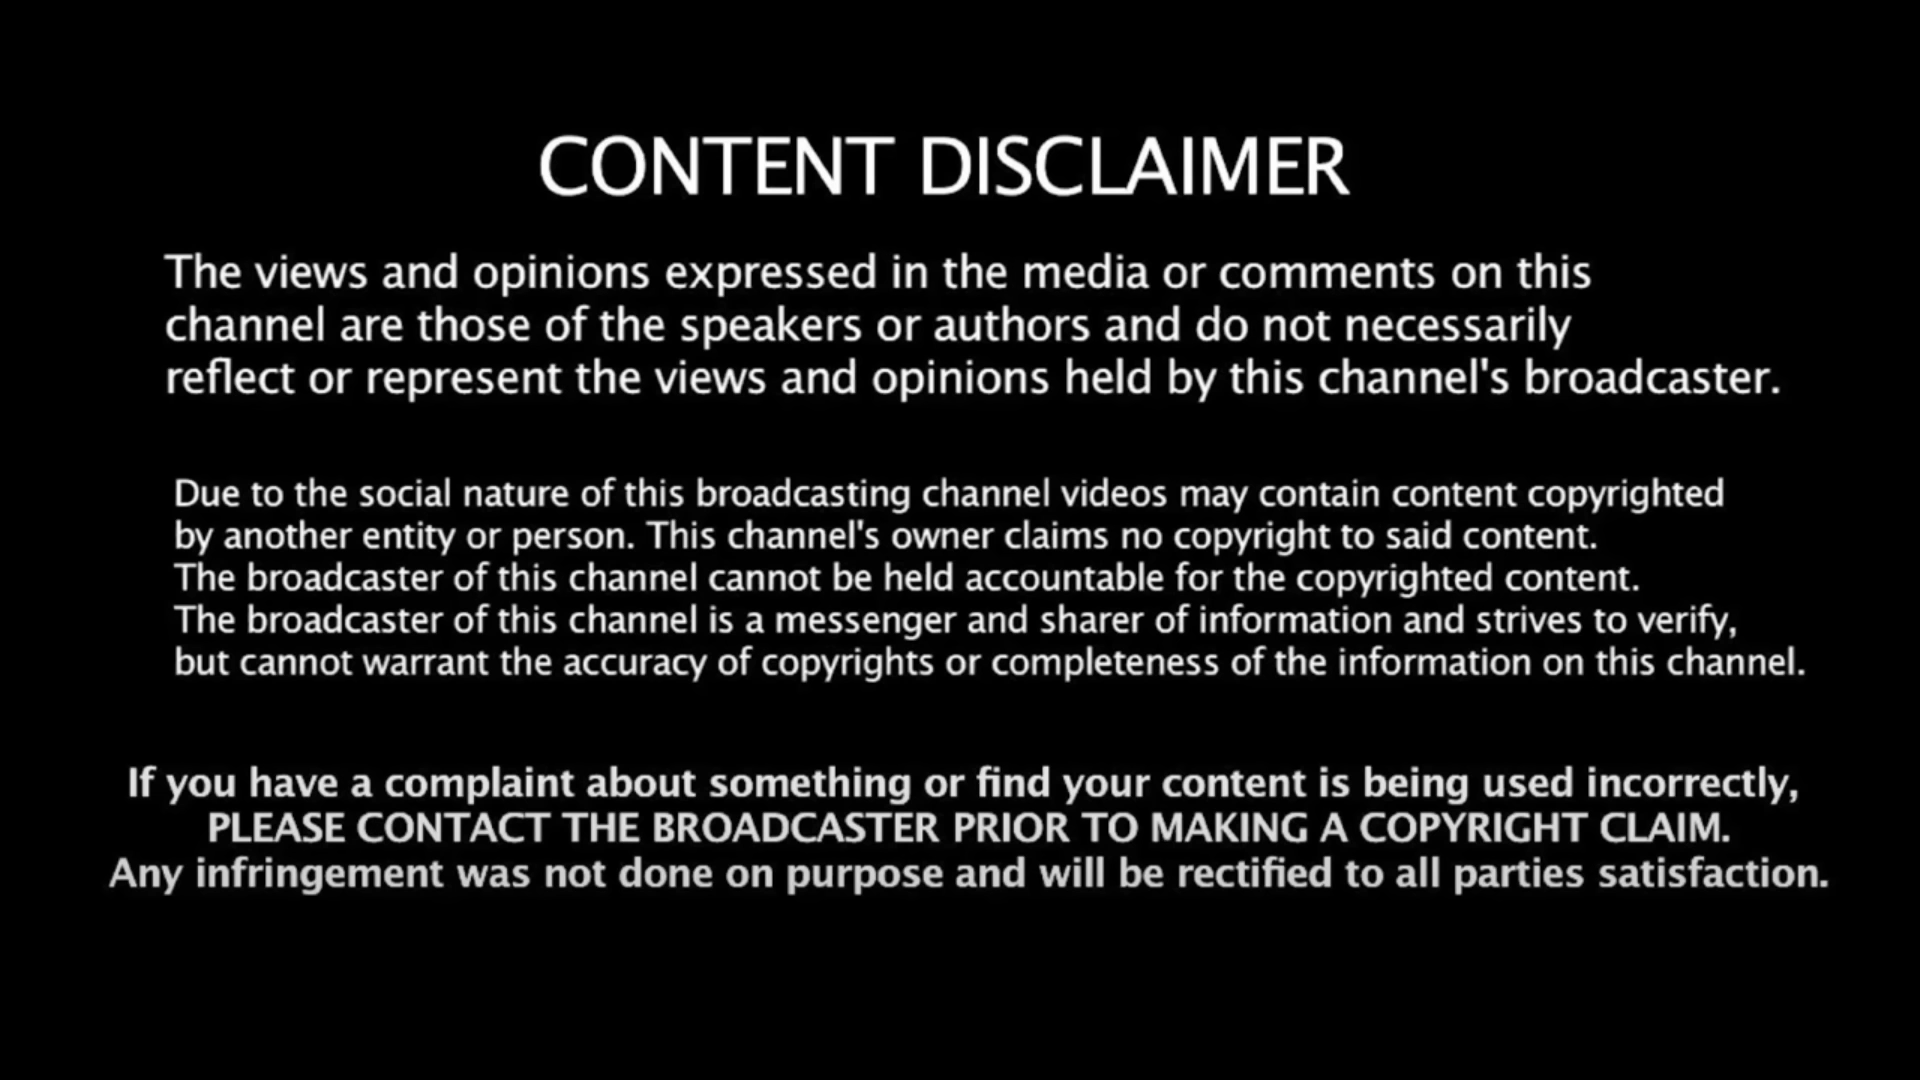 CONTENT DISCLAIMER
The views and opinions expressed in the media or comments on this
channel are those of the speakers or authors and do not necessarily
reflect or represent the views and opinions held by this channel's broadcaster.
Due to the social nature of this broadcasting channel videos may contain content copyrighted
by another entity or person. This channel's owner claims no copyright to said content.
The broadcaster of this channel cannot be held accountable for the copyrighted content.
The broadcaster of this channel is a messenger and sharer of information and strives to verify,
but cannot warrant the accuracy of copyrights or completeness of the information on this channel.
If you have a complaint about something or find your content is being used incorrectly,
PLEASE CONTACT THE BROADCASTER PRIOR TO MAKING A COPYRIGHT CLAIM.
Any infringement was not done on purpose and will be rectified to all parties satisfaction.